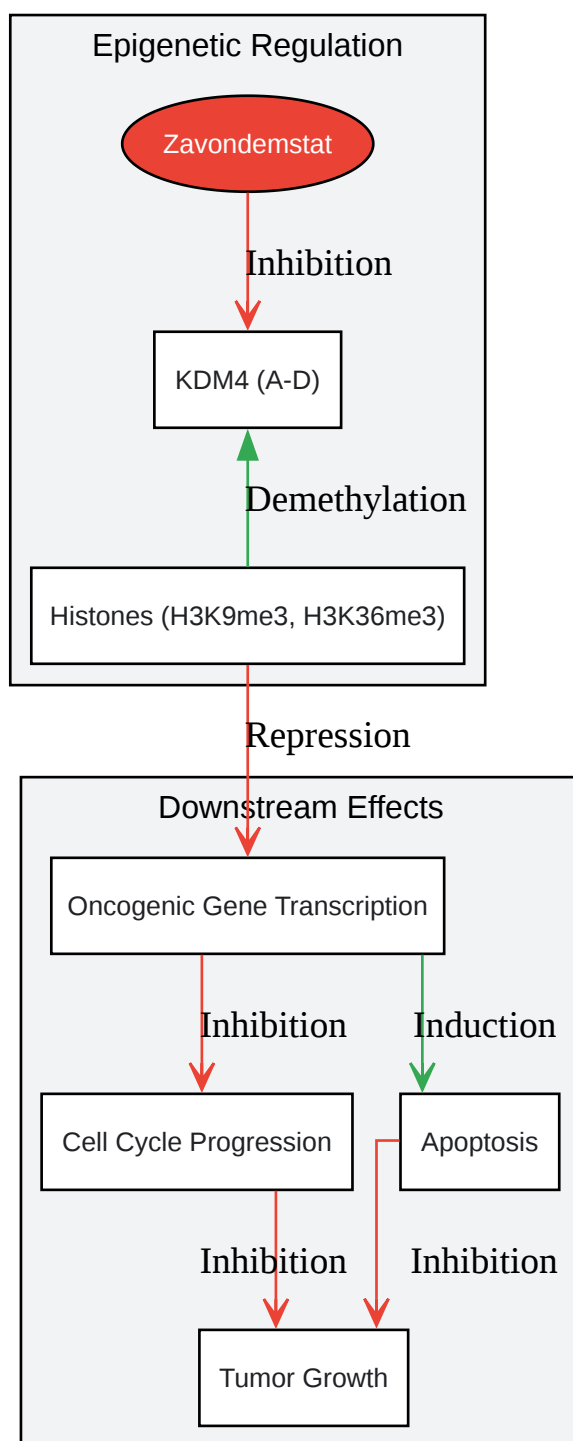 Epigenetic Regulation
Zavondemstat
Inhibition
KDM4 (A-D)
Demethylation
Histones (H3K9me3, H3K36me3)
Repression
Downstream Effects
Oncogenic Gene Transcription
Inhibition
Induction
Cell Cycle Progression
Apoptosis
Inhibition
Inhibition
Tumor Growth